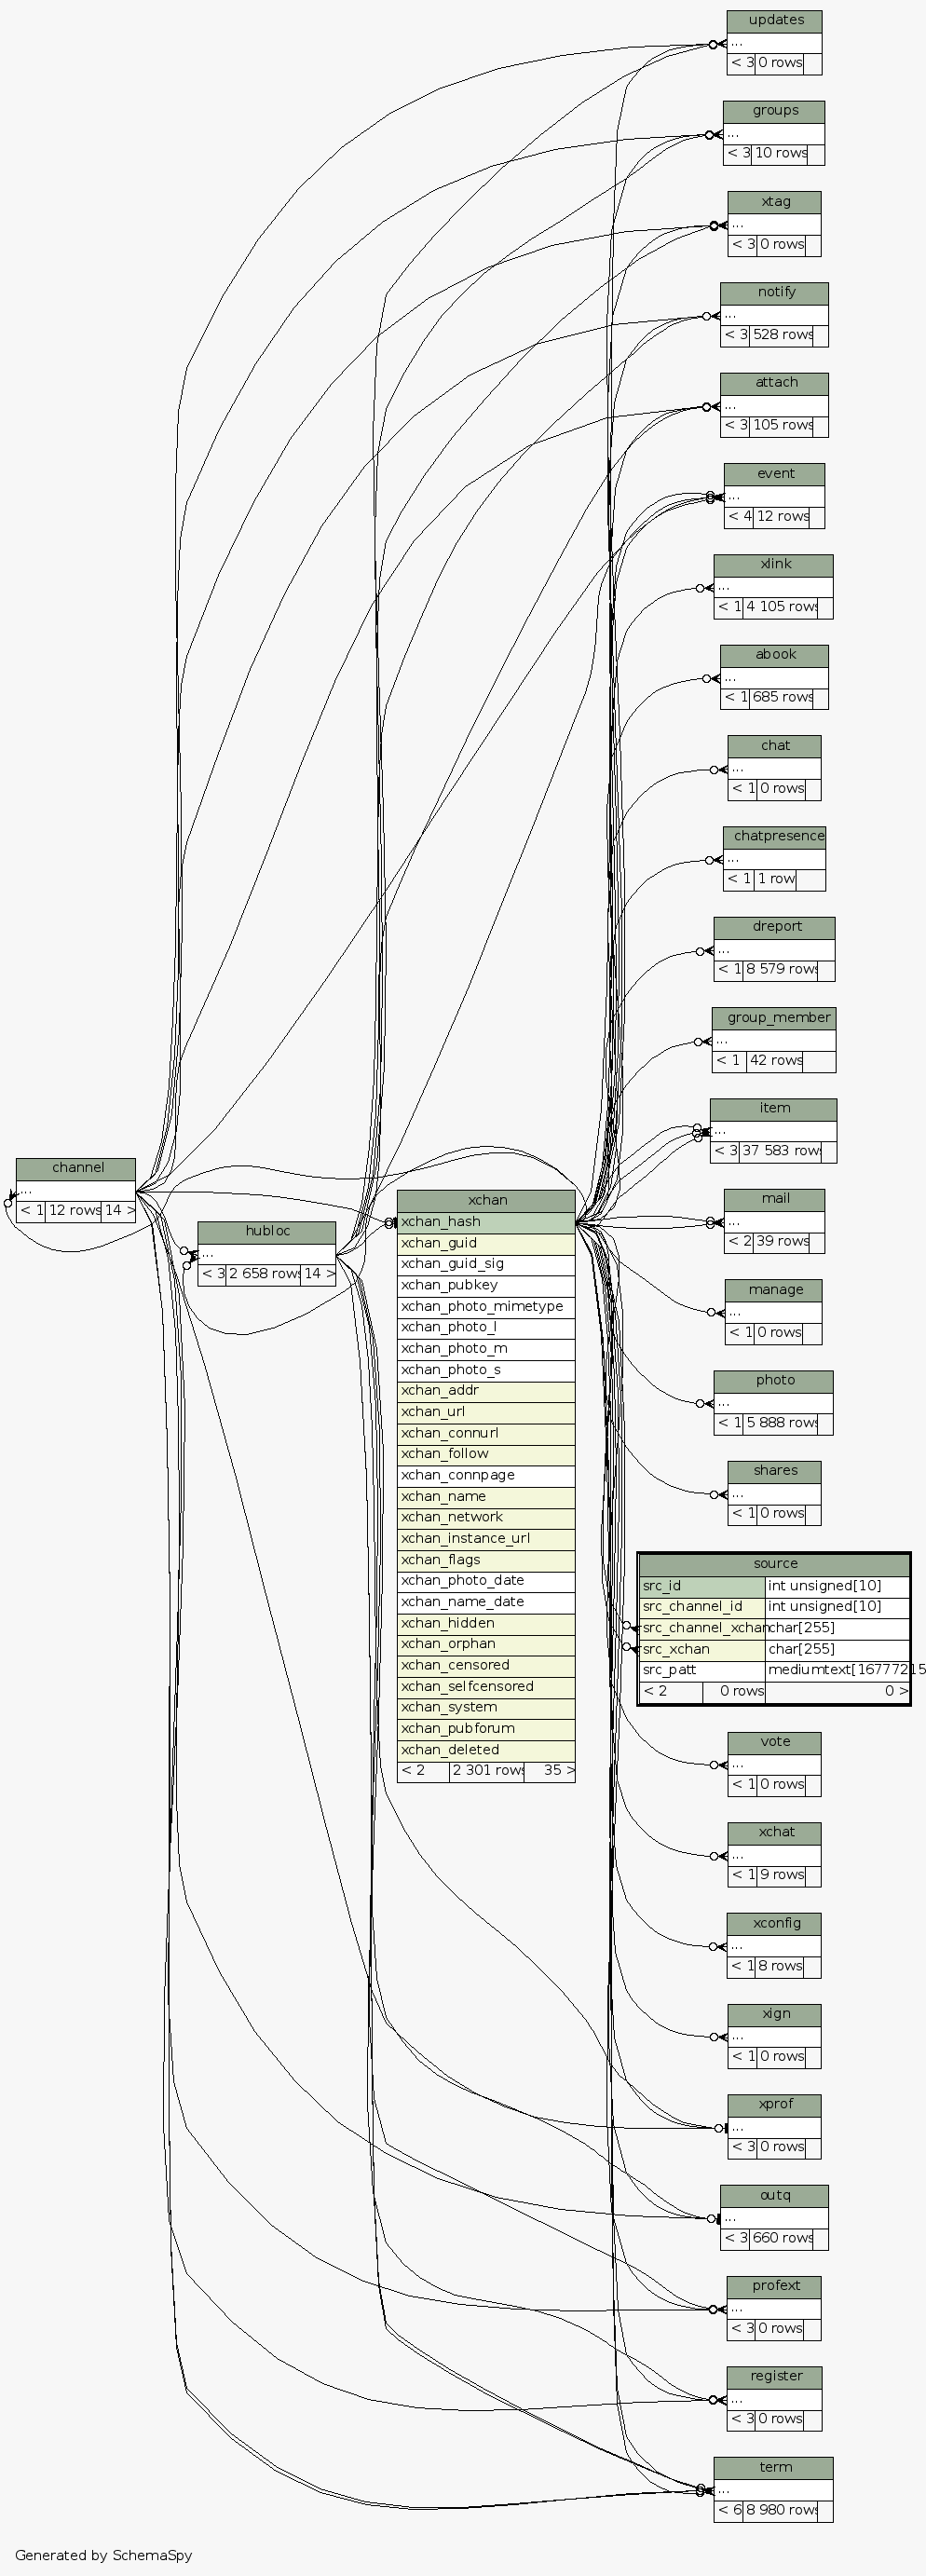 updates
...
< 3 0 rows
groups
...
< 3 10 rows
xtag
...
< 3 0 rows
notify
...
< 3 528 rows
attach
...
< 3 105 rows
event
...
< 4 12 rows
xlink
...
< 1 4 105 rows
abook
...
< 1 685 rows
chat
...
< 1 0 rows
chatpresence
...
< 1 1 row
dreport
...
< 1 8 579 rows
group_member
...
< 1 42 rows
item
...
< 3 37 583 rows
channel
...
< 1 12 rows 14 >
hubloc
...
< 3 2 658 rows 14 >
xchan
xchan_hash
xchan_guid
xchan_guid_sig
xchan_pubkey
xchan_photo_mimetype
xchan_photo_l
xchan_photo_m
xchan_photo_s
xchan_addr
xchan_url
xchan_connurl
xchan_follow
xchan_connpage
xchan_name
xchan_network
xchan_instance_url
xchan_flags
xchan_photo_date
xchan_name_date
xchan_hidden
xchan_orphan
xchan_censored
xchan_selfcensored
xchan_system
xchan_pubforum
xchan_deleted
< 2 2 301 rows 35 >
mail
...
< 2 39 rows
manage
...
< 1 0 rows
photo
...
< 1 5 888 rows
shares
...
< 1 0 rows
source
src_id int unsigned[10]
src_channel_id int unsigned[10]
src_channel_xchan char[255]
src_xchan char[255]
src_patt mediumtext[16777215
< 2 0 rows 0 >
vote
...
< 1 0 rows
xchat
...
< 1 9 rows
xconfig
...
< 1 8 rows
xign
...
< 1 0 rows
xprof
...
< 3 0 rows
outq
...
< 3 660 rows
profext
...
< 3 0 rows
register
...
< 3 0 rows
term
...
< 6 8 980 rows
Generated by SchemaSpy